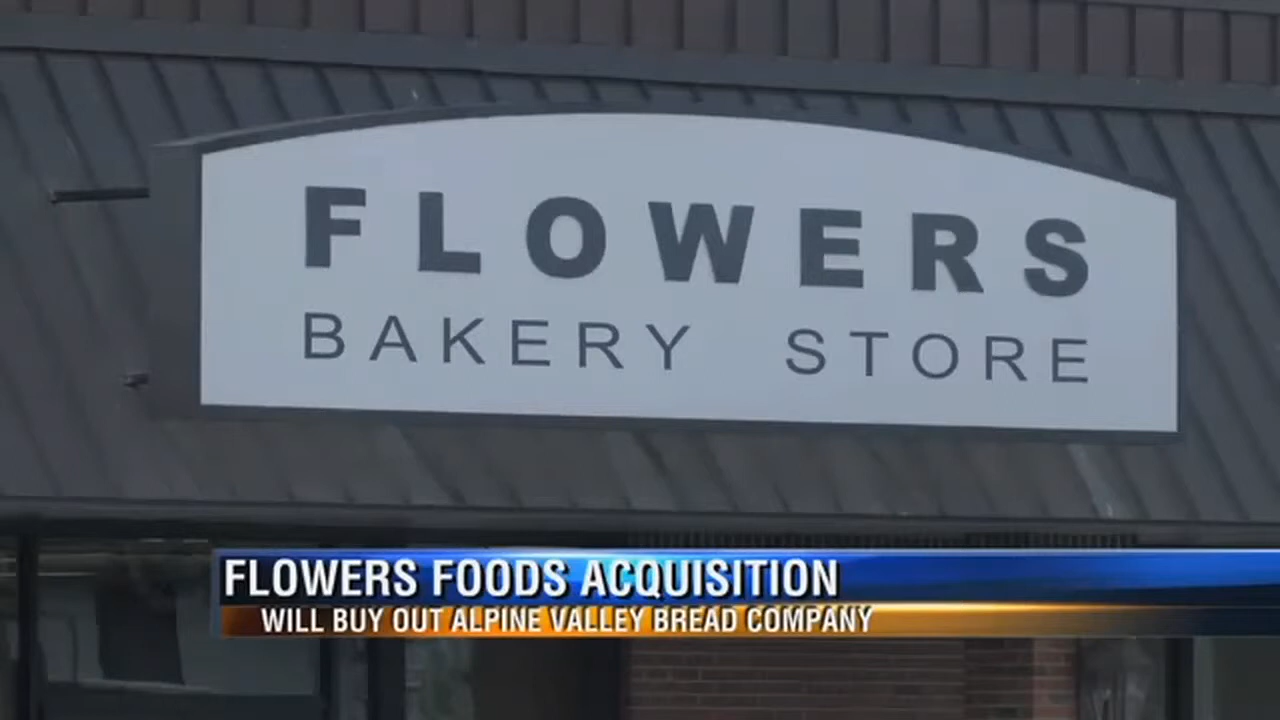 FLOWERS
BAKERY STORE
FLOWERS FOODS ACQUISITION
WILL BUY OUT ALPINE VALLEY BREAD COMPANY